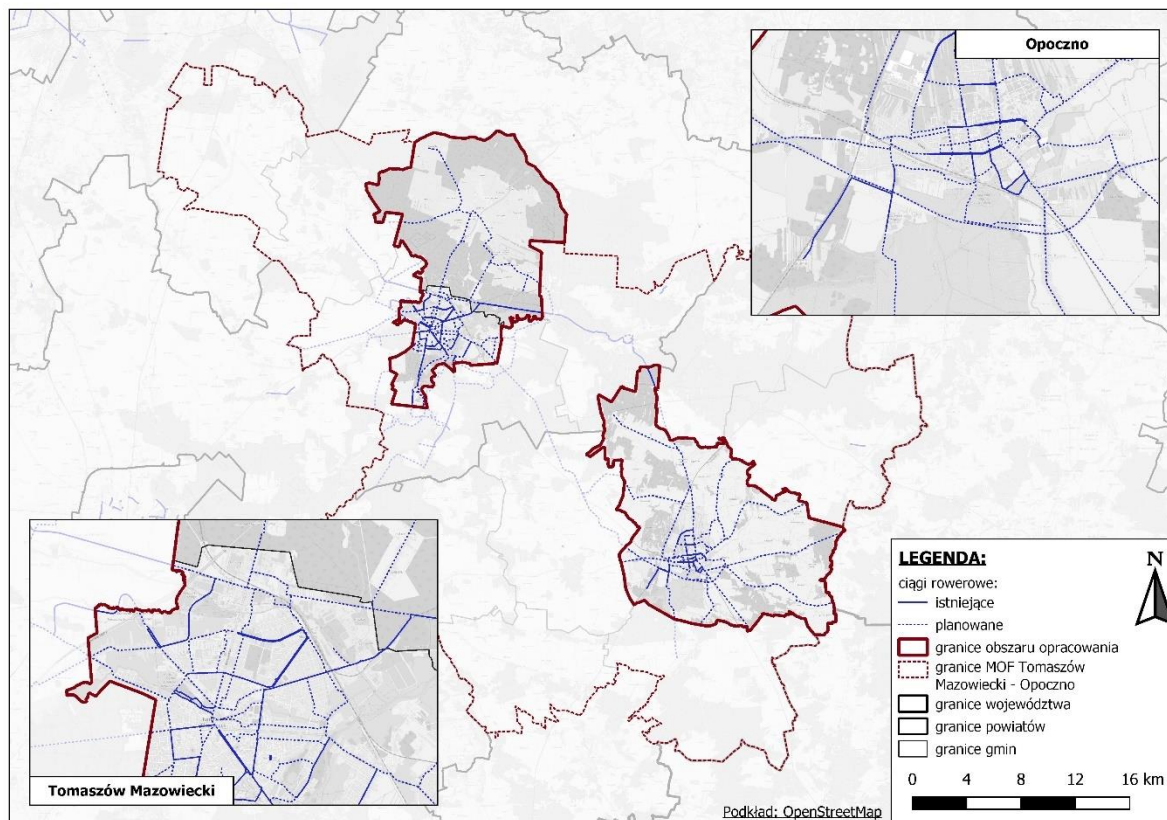 Opoczno
Tomaszów Mazowiecki
LEGENDA:
ciągi rowerowe:
istniejące
planowane
granice obszaru opracowania
granice MOF Tomaszów
Mazowiecki - Opoczno
granice województwa
granice powiatów
granice gmin
N
0 4 8 12 16 km
Podkład: OpenStreetMap